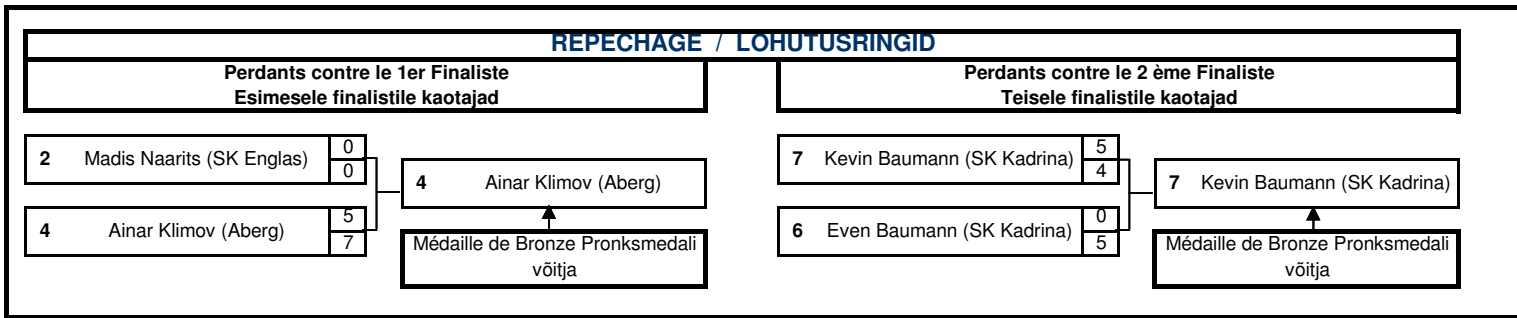 REPECHAGE / LOHUTUSRINGID
Perdants contre le 1er Finaliste
Esimesele finalistile kaotajad
Perdants contre le 2 ème Finaliste
Teisele finalistile kaotajad
2 Madis Naarits (SK Englas) 0
0
4 Ainar Klimov (Aberg)
4 Ainar Klimov (Aberg) 5
7
Médaille de Bronze Pronksmedali
võitja
7 Kevin Baumann (SK Kadrina) 5
4
7 Kevin Baumann (SK Kadrina)
6 Even Baumann (SK Kadrina) 0
5
Médaille de Bronze Pronksmedali
võitja